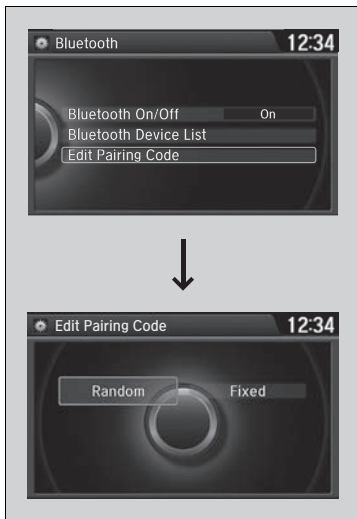 Bluetooth 12:34
Bluetooth On/Off On
Bluetooth Device List
Edit Pairing Code
Edit Pairing Code 12:34
Random Fixed